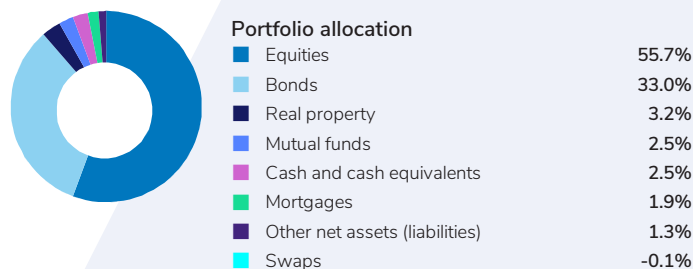 Portfolio allocation
Equities 55.7%
Bonds 33.0%
Real property 3.2%
Mutual funds 2.5%
Cash and cash equivalents 2.5%
Mortgages 1.9%
Other net assets (liabilities) 1.3%
Swaps -0.1%